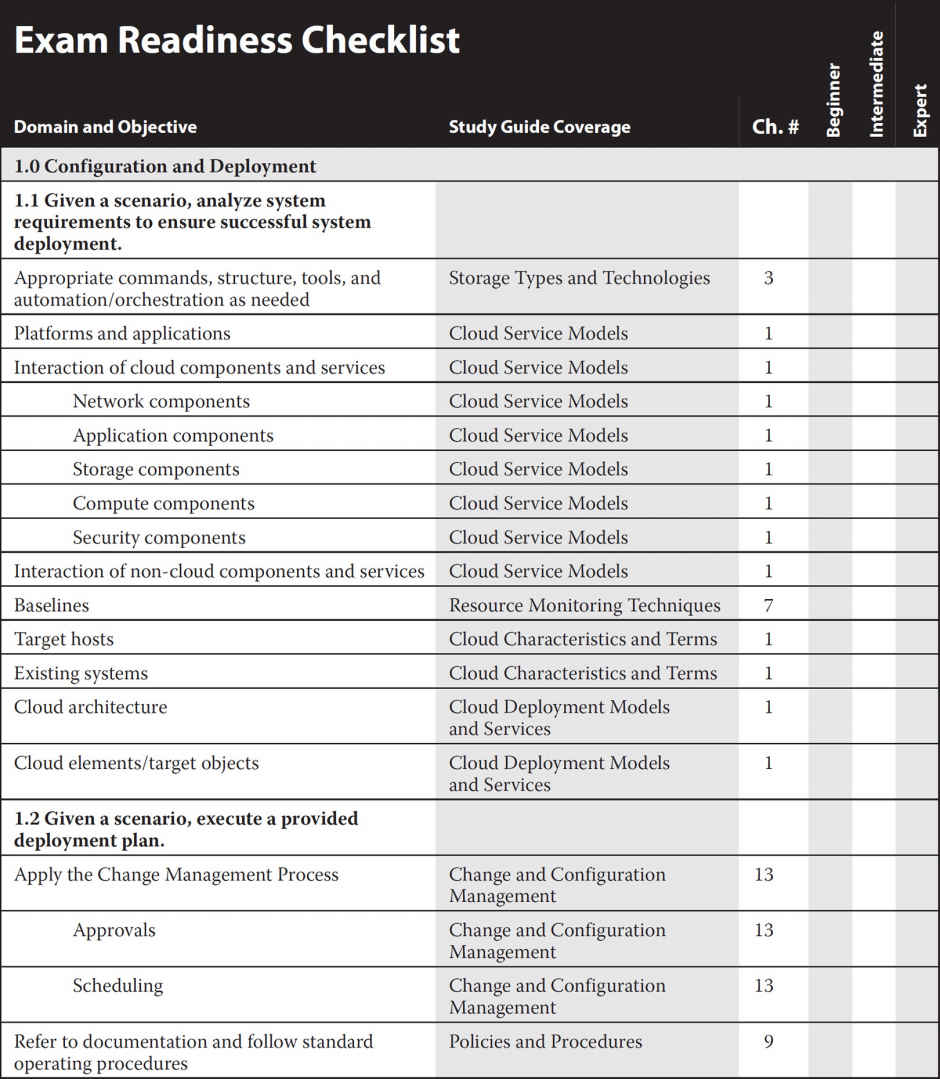 Exam Readiness Checklist
Domain and Objective Study Guide Coverage Ch. # Beginner Intermediate Expert
1.0 Configuration and Deployment
1.1 Given a scenario, analyze system
requirements to ensure successful system
deployment.
Appropriate commands, structure, tools, and Storage Types and Technologies 3
automation/orchestration as needed
Platforms and applications Cloud Service Models 1
Interaction of cloud components and services Cloud Service Models 1
Network components Cloud Service Models 1
Application components Cloud Service Models 1
Storage components Cloud Service Models 1
Compute components Cloud Service Models 1
Security components Cloud Service Models 1
Interaction of non-cloud components and services Cloud Service Models 1
Baselines Resource Monitoring Techniques 7
Target hosts Cloud Characteristics and Terms 1
Existing systems Cloud Characteristics and Terms 1
Cloud architecture Cloud Deployment Models 1
and Services
Cloud elements/target objects Cloud Deployment Models 1
and Services
1.2 Given a scenario, execute a provided
deployment plan.
Apply the Change Management Process Change and Configuration 13
Management
Approvals Change and Configuration 13
Management
Scheduling Change and Configuration 13
Management
Refer to documentation and follow standard Policies and Procedures 9
operating procedures